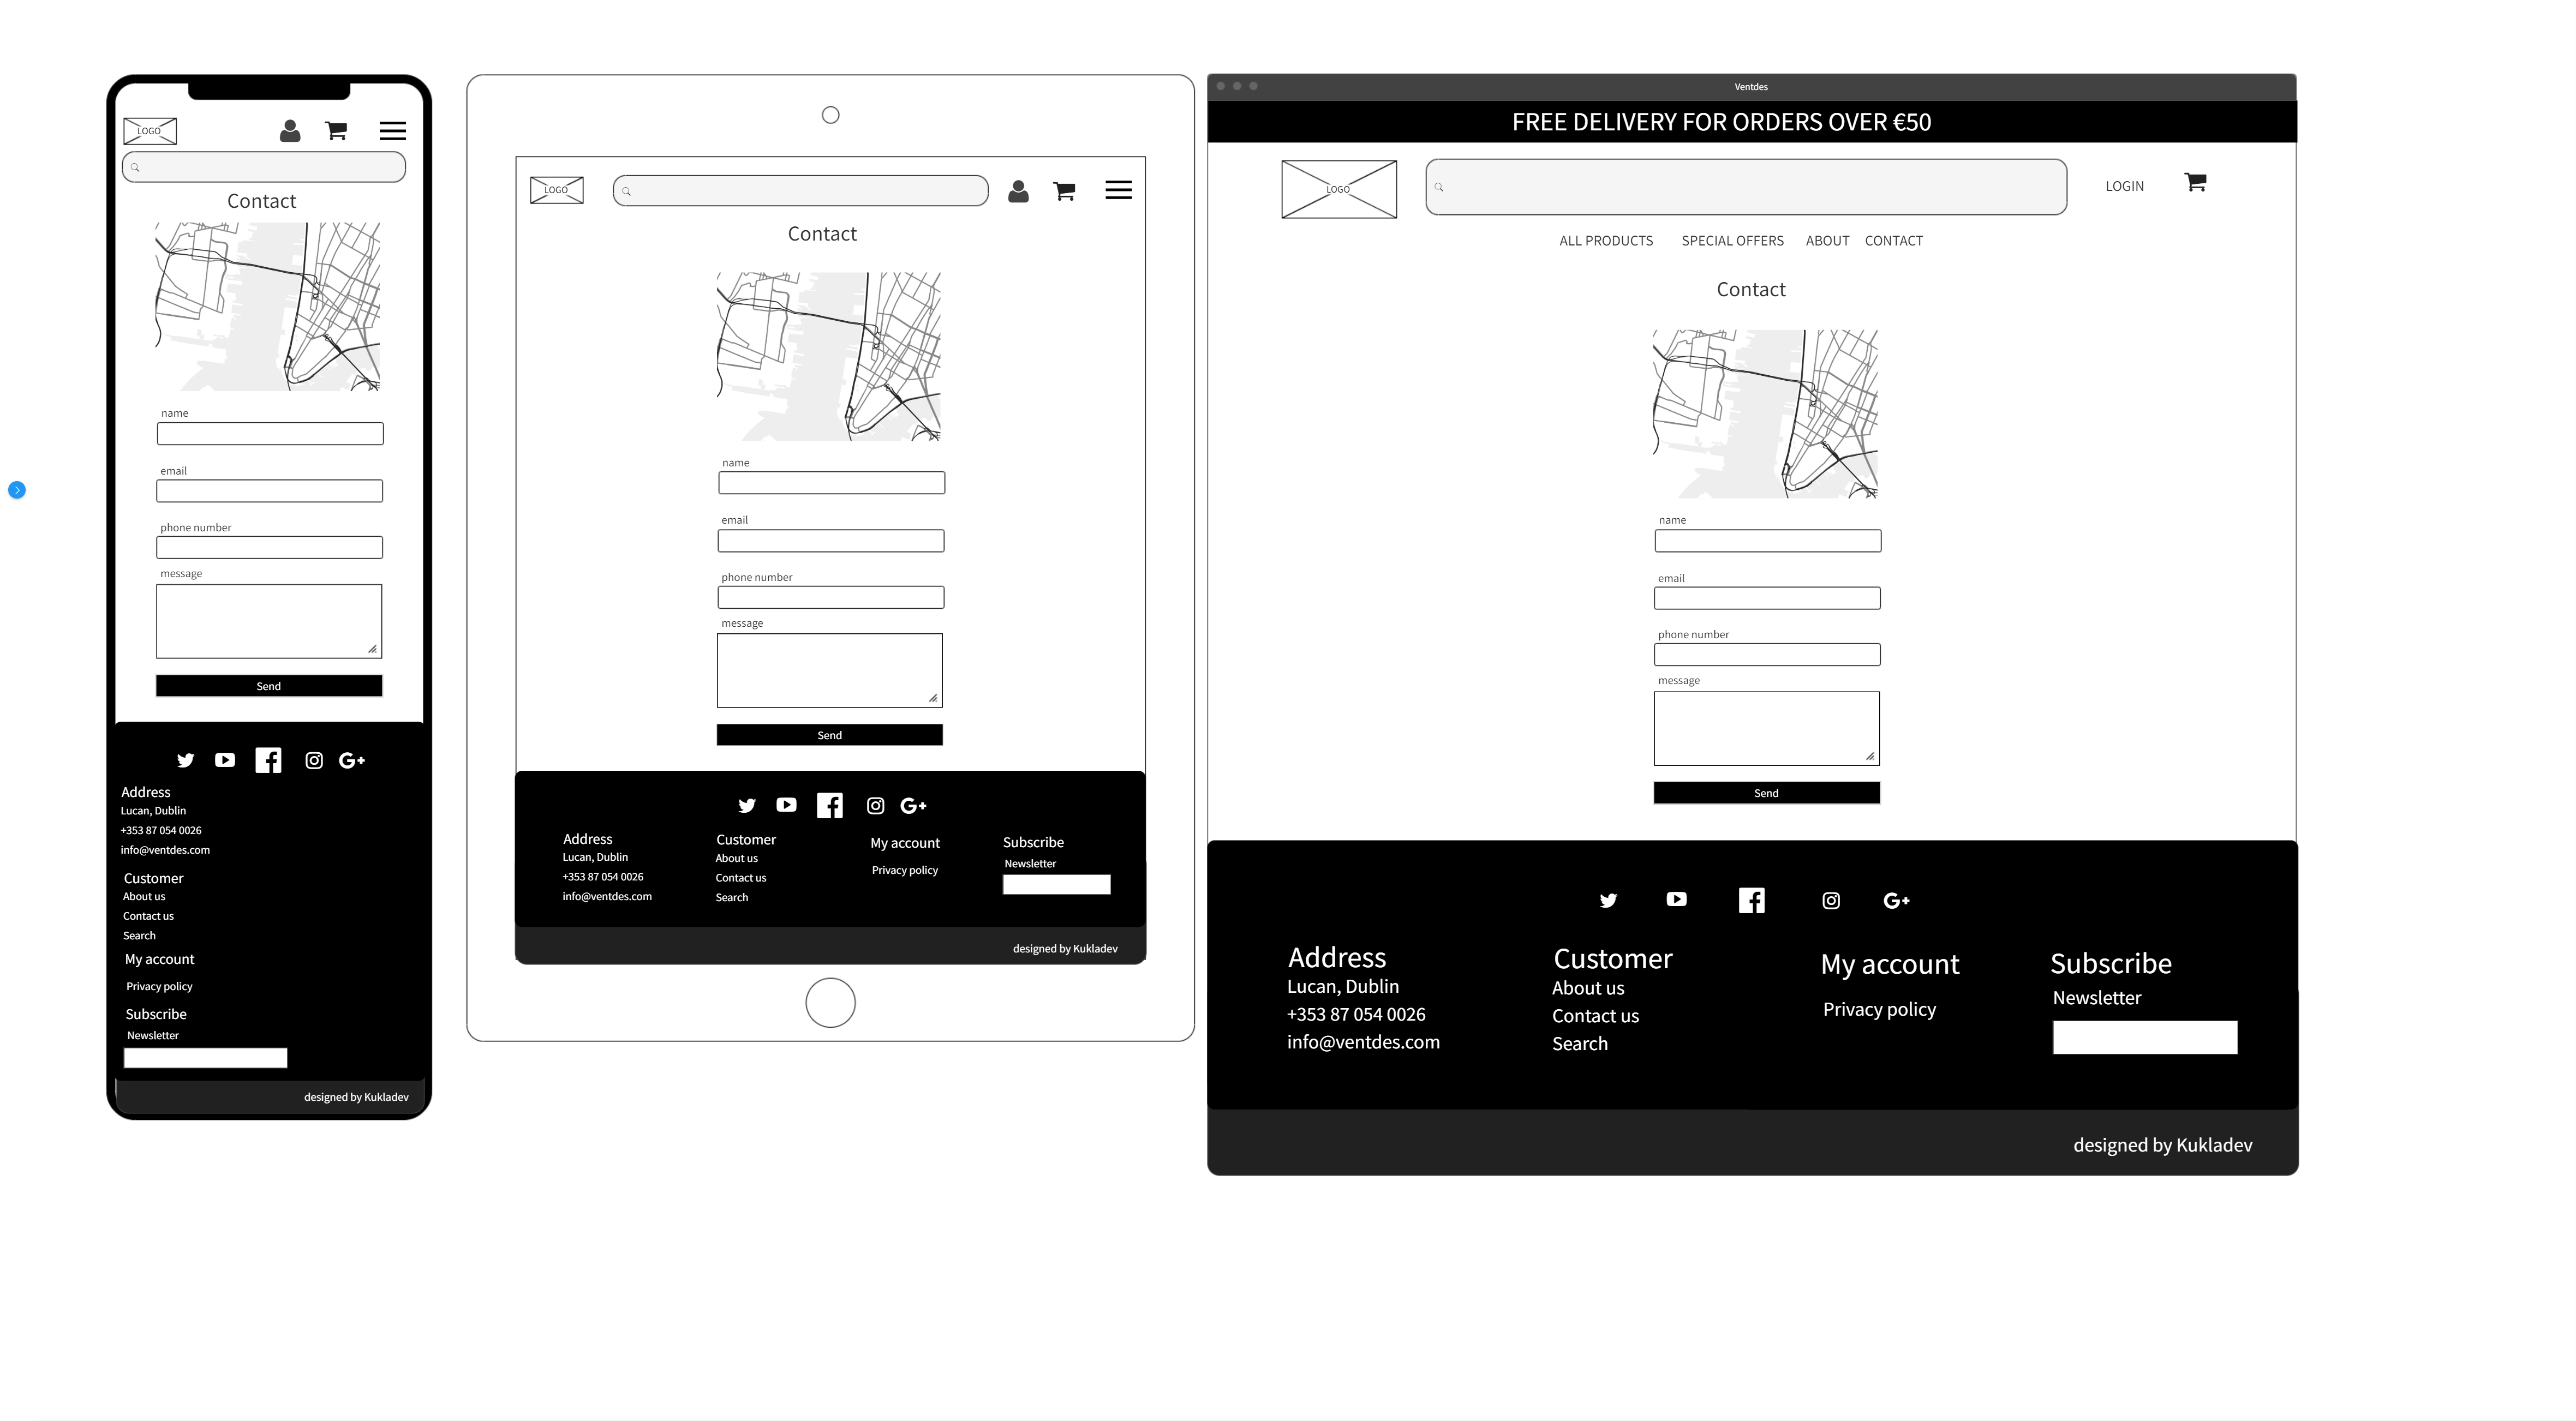 LOGO
Contact
name
email
phone number
message
Send
Address
Lucan, Dublin
+353 87 054 0026
info@ventdes.com
Customer
About us
Contact us
Search
My account
Privacy policy
Subscribe
Newsletter
designed by Kukladev
LOGO
Contact
name
email
phone number
message
Send
Address
Lucan, Dublin
+353 87 054 0026
info@ventdes.com
Customer
About us
Contact us
Search
My account
Privacy policy
Subscribe
Newsletter
designed by Kukladev
Ventdes
FREE DELIVERY FOR ORDERS OVER €50
LOGO
LOGIN
ALL PRODUCTS SPECIAL OFFERS ABOUT CONTACT
Contact
name
email
phone number
message
Send
Address
Lucan, Dublin
+353 87 054 0026
info@ventdes.com
Customer
About us
Contact us
Search
My account
Privacy policy
Subscribe
Newsletter
designed by Kukladev